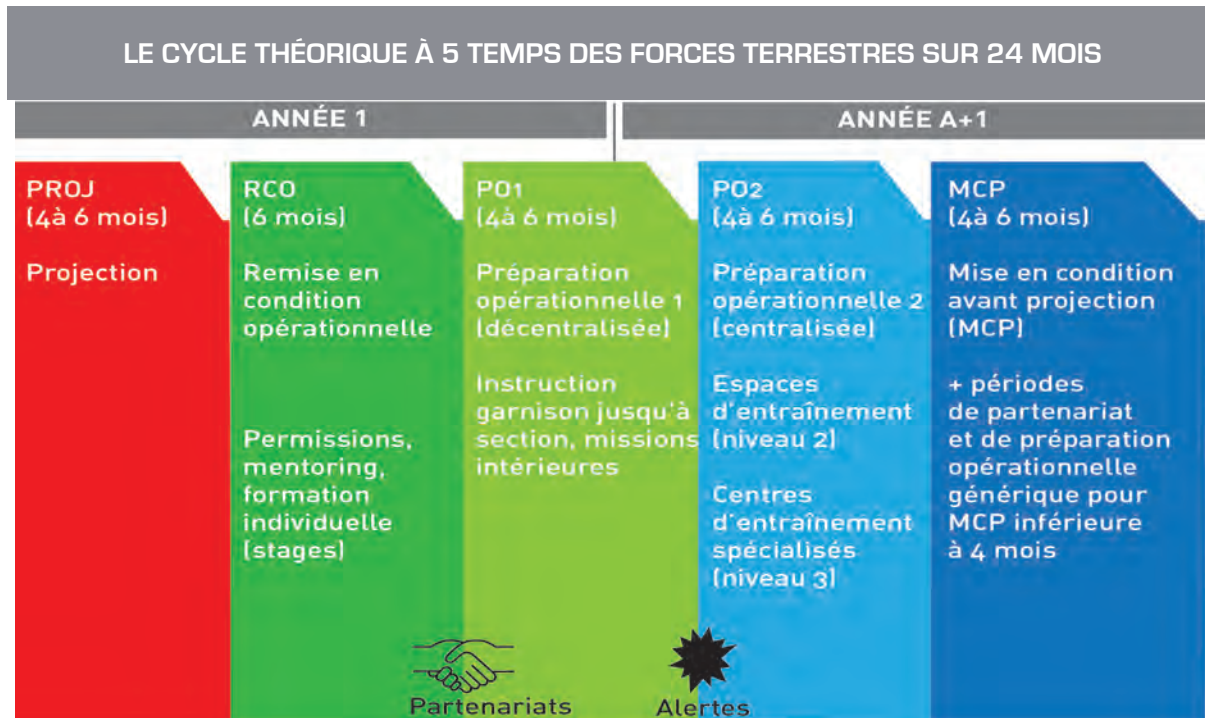 LE CYCLE THÉORIQUE À 5 TEMPS DES FORCES TERRESTRES SUR 24 MOIS
ANNÉE 1
ANNÉE A+1
PROJ
(4à 6 mois)
Projection
RCO
(6 mois)
Remise en
condition
opérationnelle
Permissions,
mentoring,
formation
individuelle
(stages)
PO1
(4à 6 mois)
Préparation
opérationnelle 1
(décentralisée)
Instruction
garnison jusqu'à
section, missions
intérieures
PO2
(4à 6 mois)
Préparation
opérationnelle 2
(centralisée)
Espaces
d'entraînement
(niveau 2)
Centres
d'entraînement
spécialisés
(niveau 3)
MCP
(4à 6 mois)
Mise en condition
avant projection
(MCP)
+ périodes
de partenariat
et de préparation
opérationnelle
générique pour
MCP inférieure
à 4 mois
Partenariats
Alertes